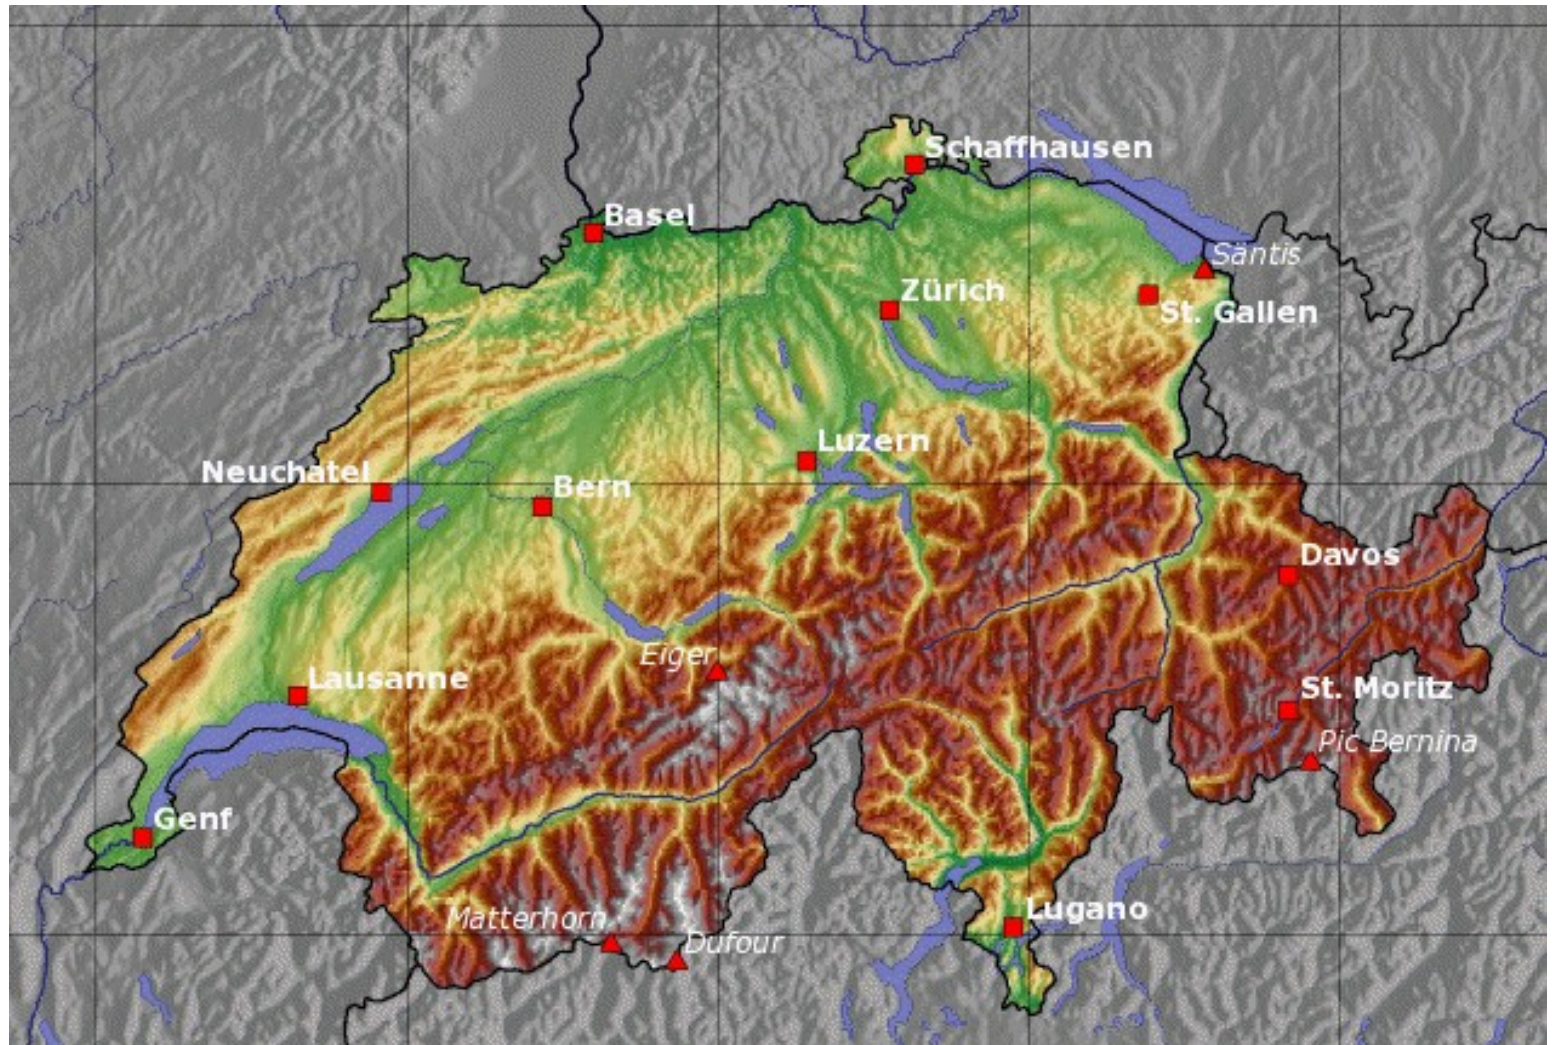 Schaffhausen
Basel
Säntis
Zürich
St. Gallen
Luzern
Neuchatel
Bern
Davos
Eiger
Lausanne
St. Moritz
Pic Bernina
Genf
Matterhorn
Lugano
Dufour